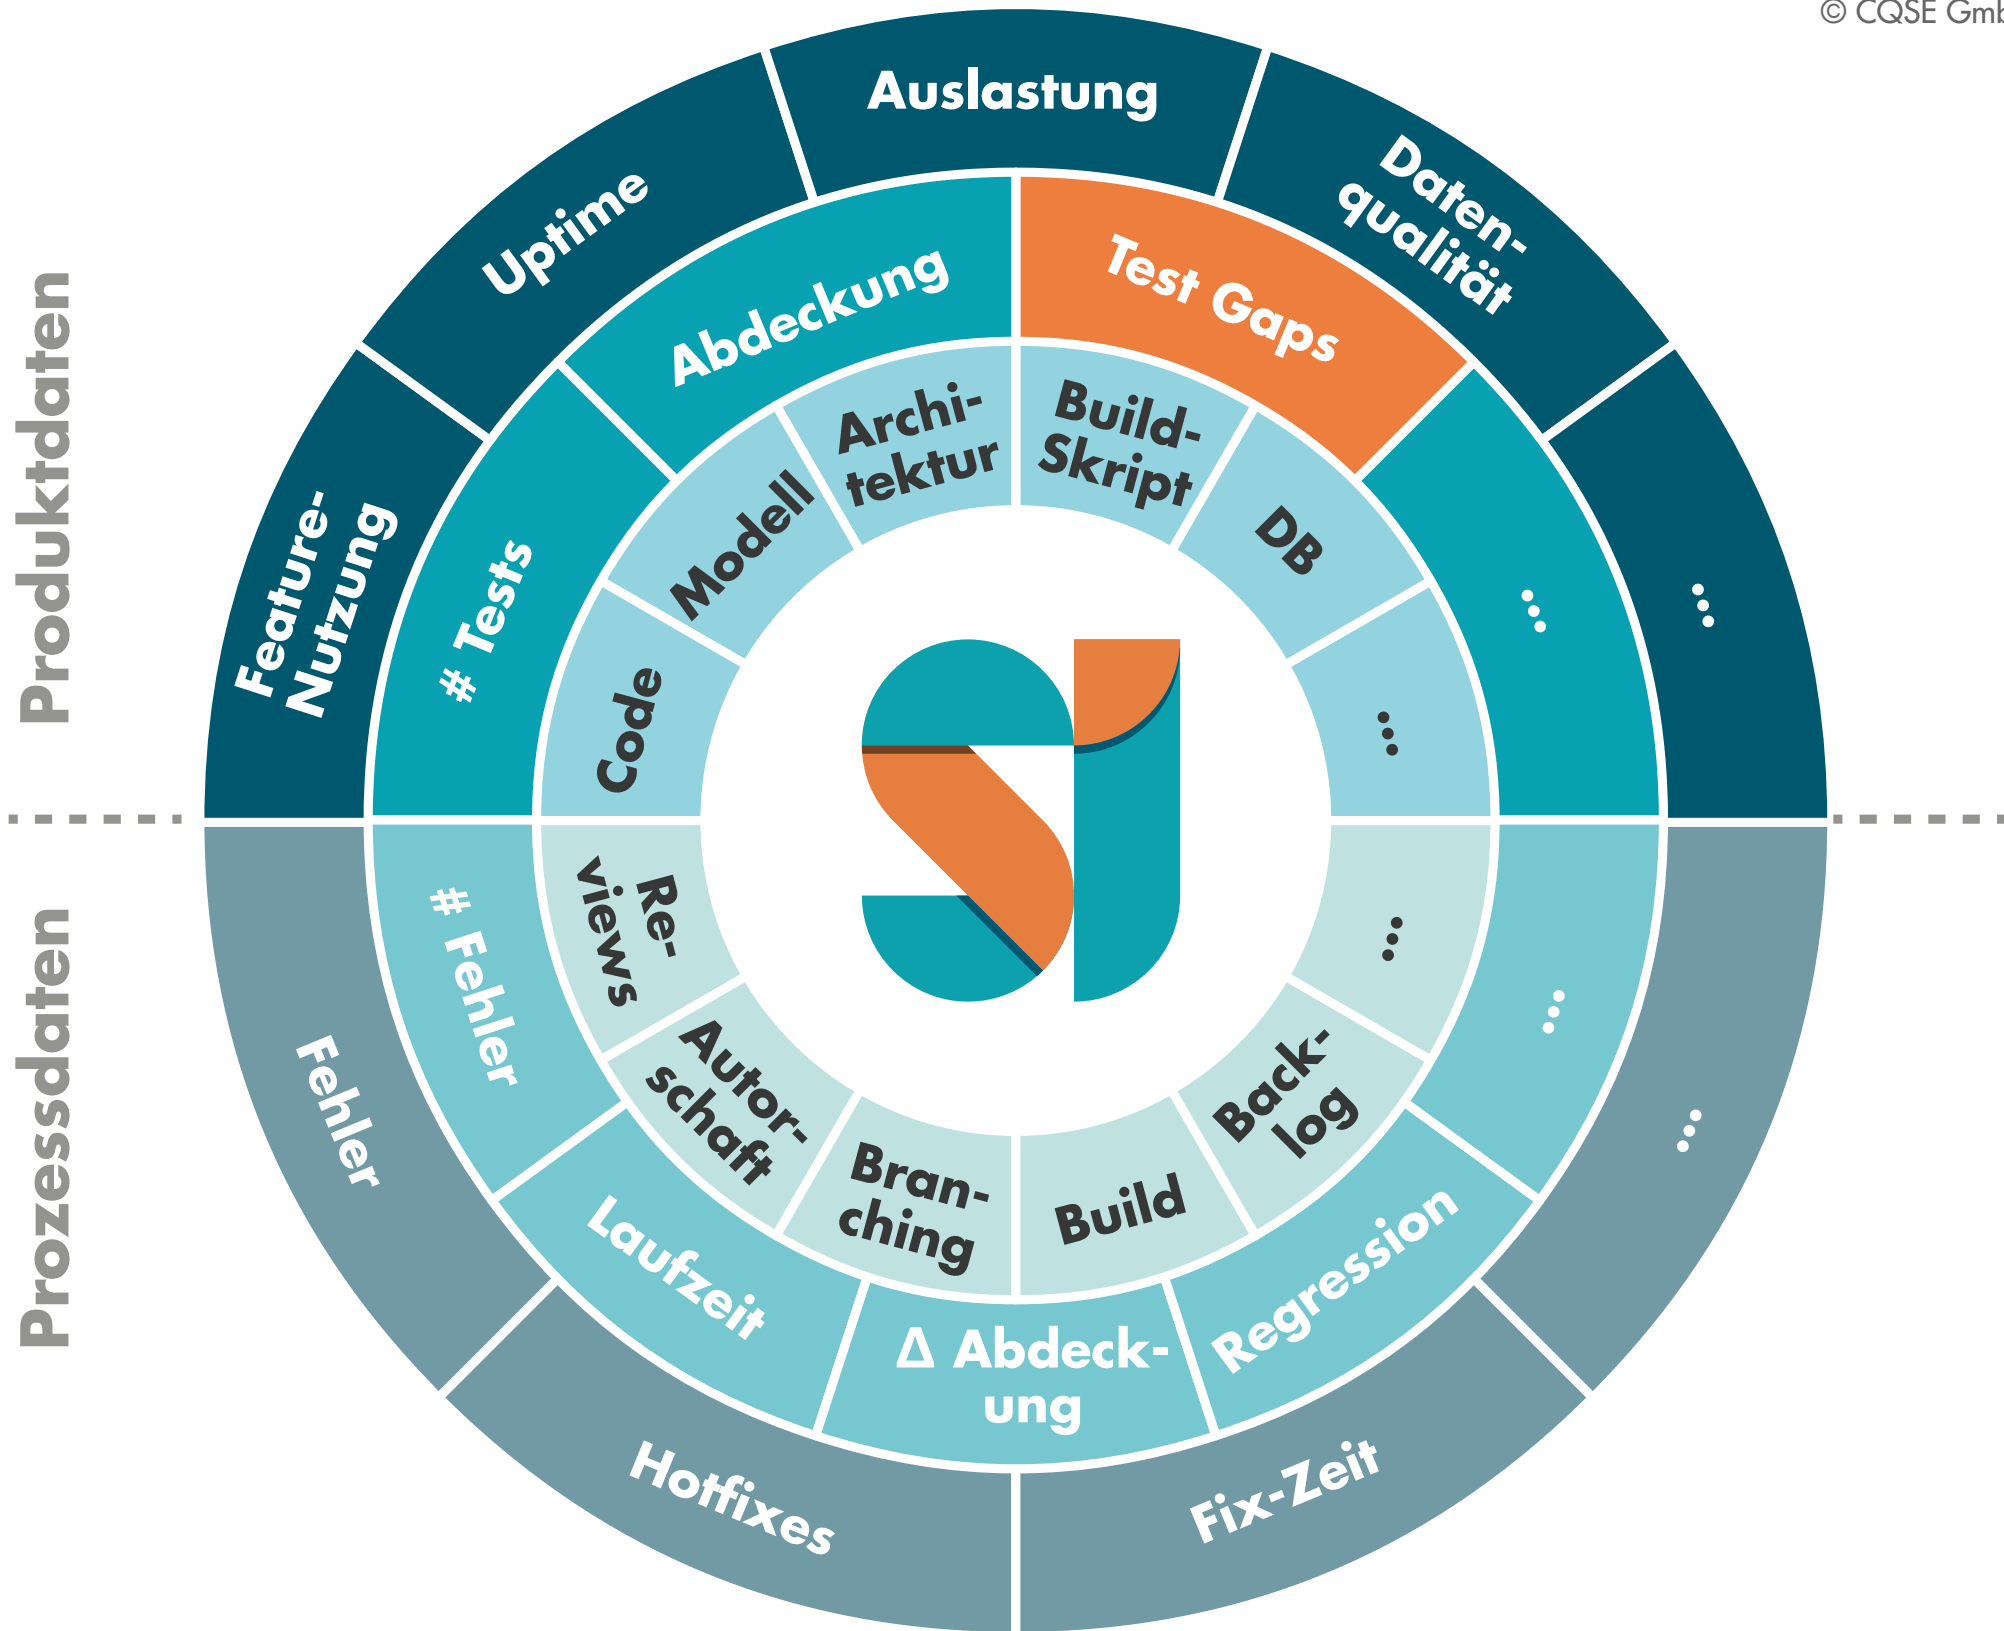 © CQSE Gmb
Produktdaten
Prozessdaten
Feature-
Nutzung
Uptime
Auslastung
Daten-
qualität
...
# Tests
Abdeckung
Test Gaps
...
Code
Modell
Archi-
tektur
Build-
Skript
DB
...
Re-
views
Autor-
schaft
Bran-
ching
Build
Back-
log
...
# Fehler
Laufzeit
Δ Abdeck-
ung
Regression
...
Fehler
Hotfixes
Fix-Zeit
...